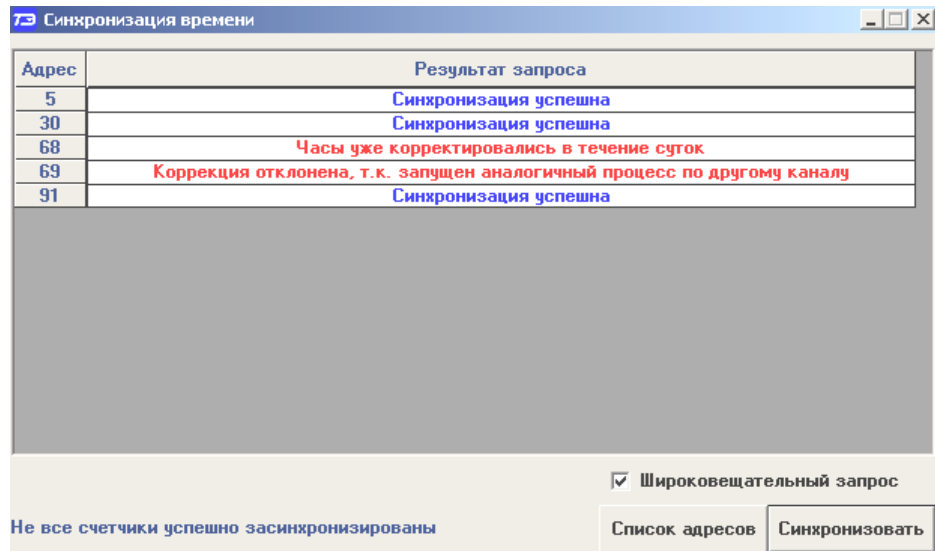 ТЭ Синхронизация времени
Адрес Результат запроса
5 Синхронизация успешна
30 Синхронизация успешна
68 Часы уже корректировались в течение суток
69 Коррекция отклонена, т.к. запущен аналогичный процесс по другому каналу
91 Синхронизация успешна
Широковещательный запрос
Не все счетчики успешно засинхронизированы Список адресов Синхронизовать